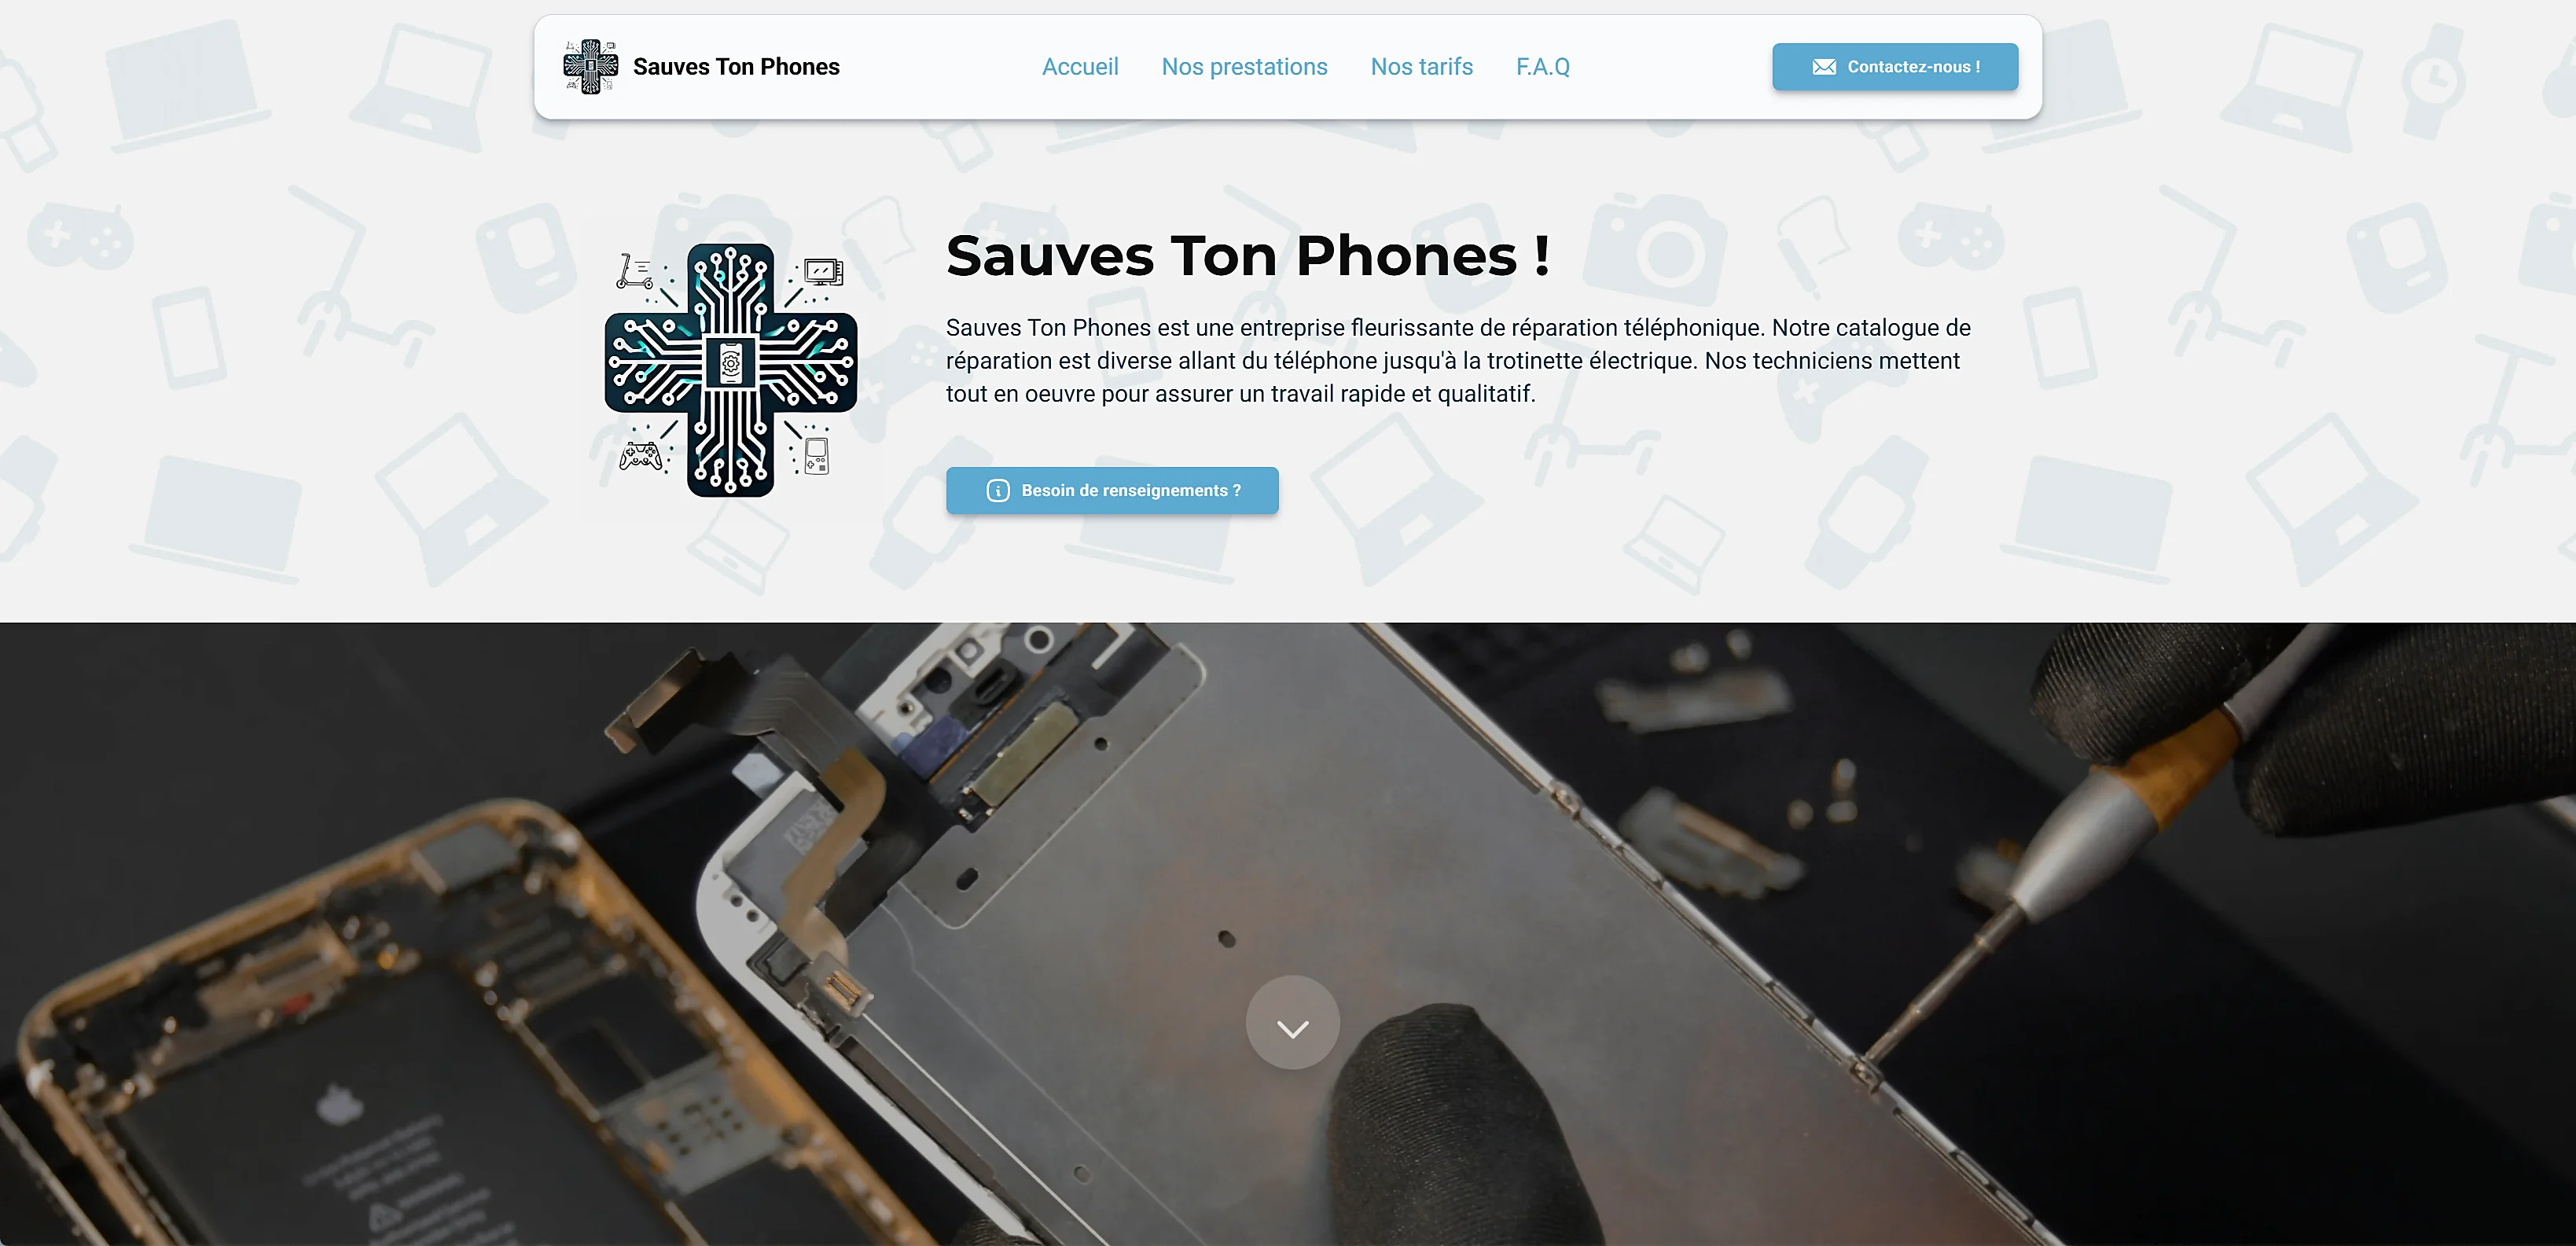 Sauves Ton Phones
Accueil
Nos prestations
Nos tarifs
F.A.Q
Contactez-nous !
Sauves Ton Phones !
Sauves Ton Phones est une entreprise fleurissante de réparation téléphonique. Notre catalogue de
réparation est diverse allant du téléphone jusqu'à la trotinette électrique. Nos techniciens mettent
tout en oeuvre pour assurer un travail rapide et qualitatif.
Besoin de renseignements ?